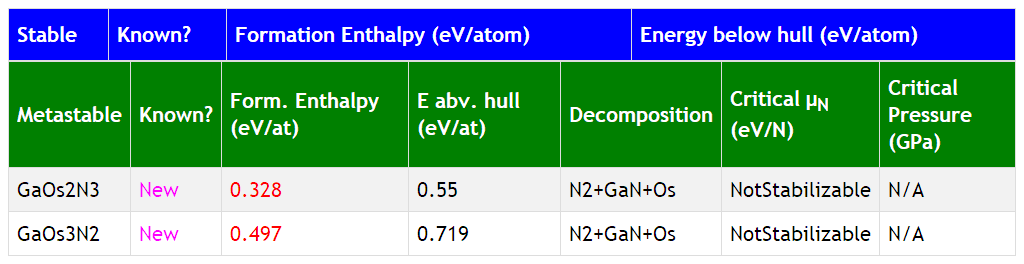 Stable Known? Formation Enthalpy (eV/atom) Energy below hull (eV/atom)
Metastable Known? Form. Enthalpy (eV/at) E abv. hull (eV/at) Decomposition Critical μN (eV/N) Critical Pressure (GPa)
GaOs2N3 New 0.328 0.55 N2+GaN+Os NotStabilizable N/A
GaOs3N2 New 0.497 0.719 N2+GaN+Os NotStabilizable N/A